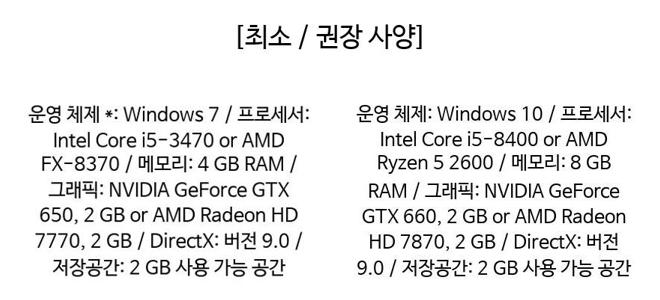 [최소 / 권장 사양]
운영 체제 *: Windows 7 / 프로세서:
Intel Core i5-3470 or AMD
FX-8370 / 메모리: 4 GB RAM /
그래픽: NVIDIA GeForce GTX
650, 2 GB or AMD Radeon HD
7770, 2 GB / DirectX: 버전 9.0 /
저장공간: 2 GB 사용 가능 공간
운영 체제: Windows 10 / 프로세서:
Intel Core i5-8400 or AMD
Ryzen 5 2600 / 메모리: 8 GB
RAM / 그래픽: NVIDIA GeForce
GTX 660, 2 GB or AMD Radeon
HD 7870, 2 GB / DirectX: 버전
9.0 / 저장공간: 2 GB 사용 가능 공간